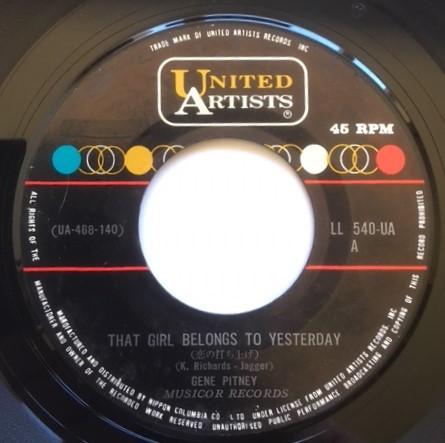 TRADE MARK OF UNITED ARTISTS RECORDS INC
UNITED
ARTISTS
®
45 RPM
(UA-468-140)
LL 540-UA
A
THAT GIRL BELONGS TO YESTERDAY
(恋の打ち上げ)
(K. Richards - Jagger)
GENE PITNEY
MUSICOR RECORDS
ALL RIGHTS OF THE MANUFACTURER AND OWNER OF THE RECORDED WORK RESERVED UNAUTHORISED PUBLIC PERFORMANCE BROADCASTING AND COPYING OF THIS RECORD PROHIBITED
MANUFACTURED AND DISTRIBUTED BY NIPPON COLUMBIA CO. LTD. UNDER LICENSE FROM UNITED ARTISTS RECORDS, INC.